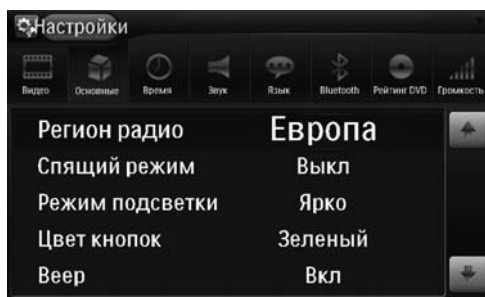 Настройки
Видео Основные Время Звук Язык Bluetooth Рейтинг DVD Громкость
Регион радио Европа
Спящий режим Выкл
Режим подсветки Ярко
Цвет кнопок Зеленый
Beep Вкл